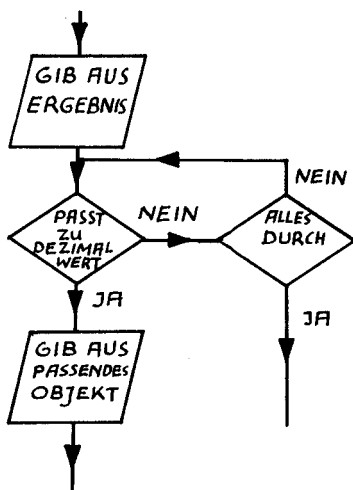 GIB AUS
ERGEBNIS
NEIN
PASST
ZU
DEZIMAL
WERT
NEIN
ALLES
DURCH
JA
JA
GIB AUS
PASSENDES
OBJEKT